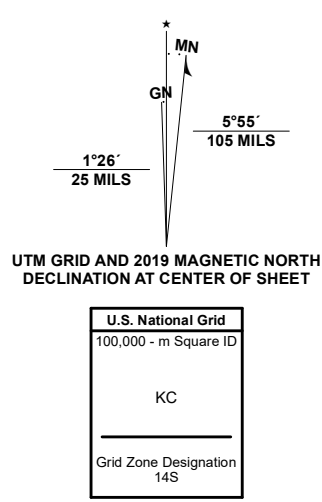 ★
MN
GN
5°55´
105 MILS
1°26´
25 MILS
UTM GRID AND 2019 MAGNETIC NORTH
DECLINATION AT CENTER OF SHEET
U.S. National Grid
100,000 - m Square ID
KC
Grid Zone Designation
14S